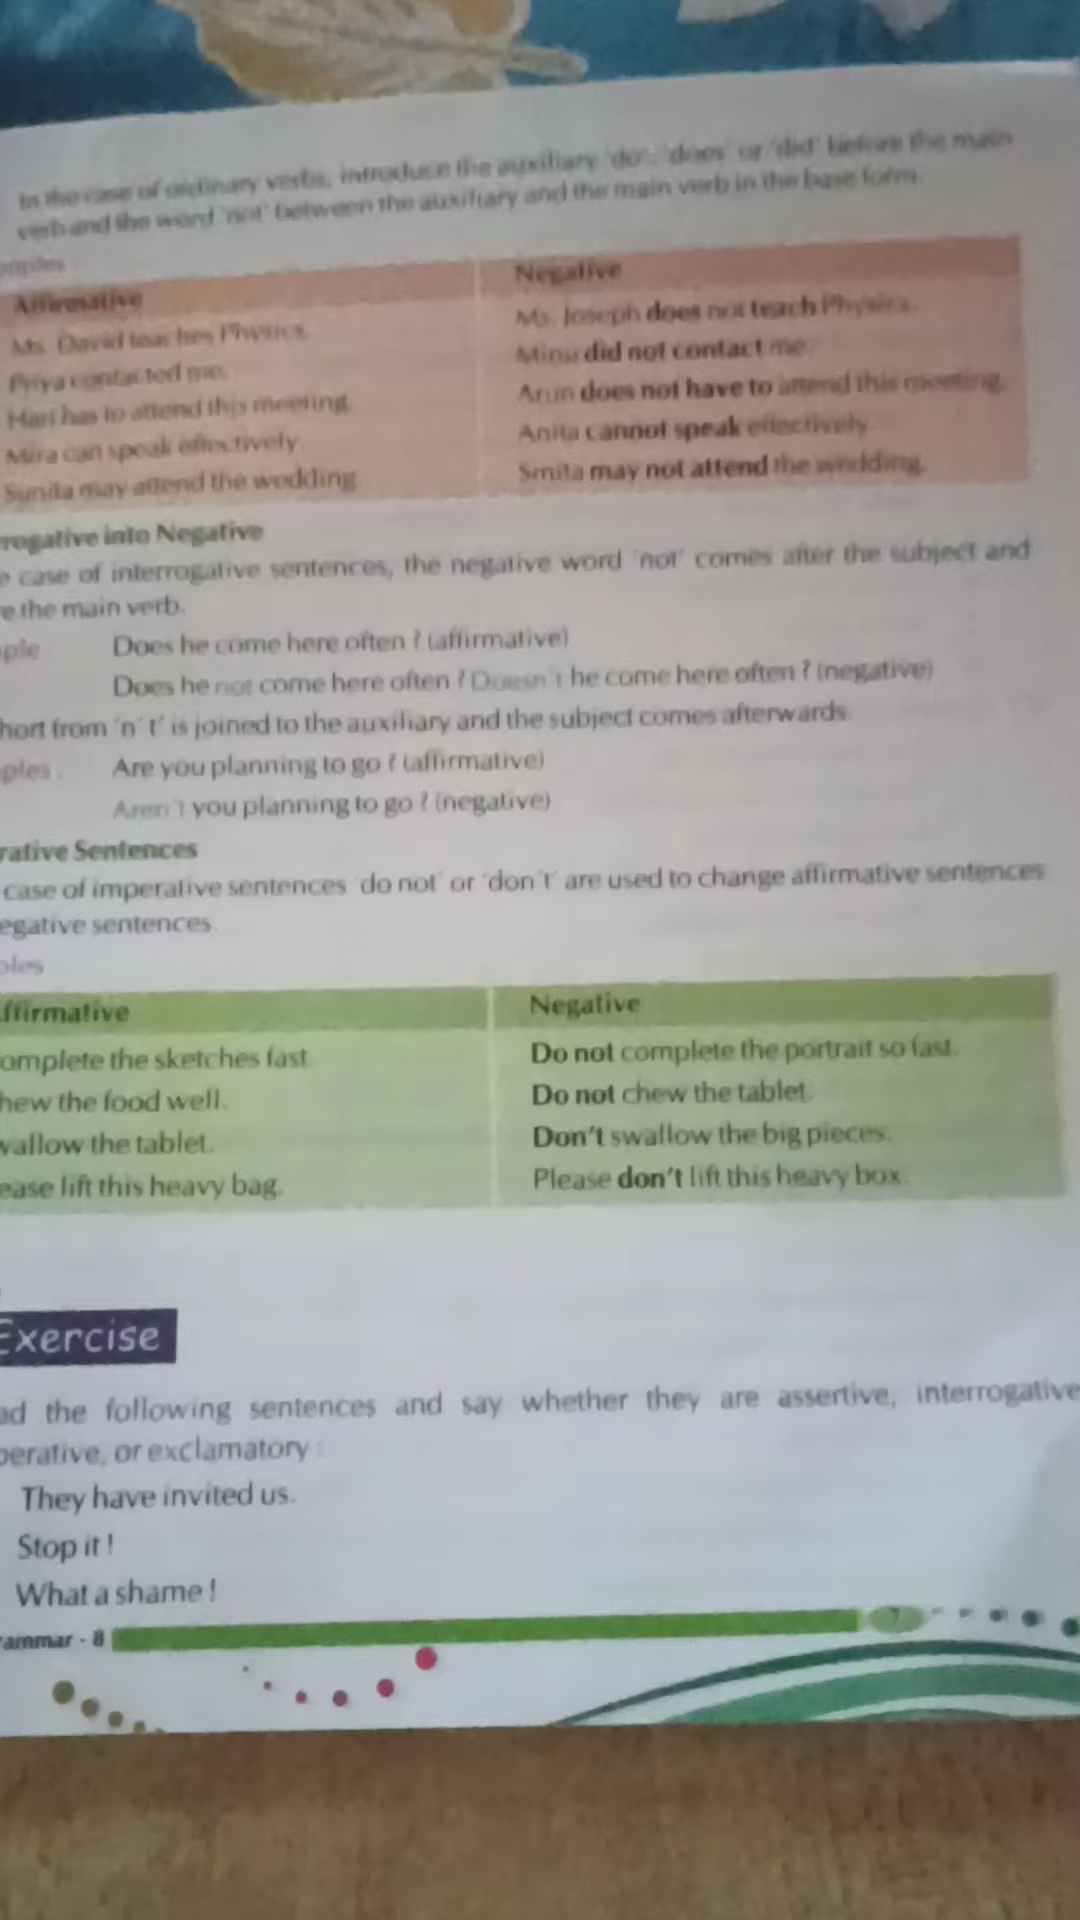 In the case of ordinary verbs, introduce the auxiliary 'do', 'does' or 'did' before the main
verb and the word 'not' between the auxiliary and the main verb in the base form.
mples
Affirmative Negative
Ms. David teaches Physics. Ms. Joseph does not teach Physics.
Priya contacted me. Minu did not contact me.
Hari has to attend this meeting. Arun does not have to attend this meeting.
Mira can speak effectively. Anita cannot speak effectively.
Sunita may attend the wedding. Smita may not attend the wedding.
rrogative into Negative
e case of interrogative sentences, the negative word 'not' comes after the subject and
re the main verb.
ple Does he come here often ? (affirmative)
Does he not come here often ? Doesn't he come here often ? (negative)
hort from 'n' t' is joined to the auxiliary and the subject comes afterwards.
ples : Are you planning to go ? (affirmative)
Aren't you planning to go ? (negative)
rative Sentences
case of imperative sentences 'do not' or 'don't' are used to change affirmative sentences
egative sentences.
ples
ffirmative Negative
omplete the sketches fast. Do not complete the portrait so fast.
hew the food well. Do not chew the tablet.
wallow the tablet. Don't swallow the big pieces.
ease lift this heavy bag. Please don't lift this heavy box.
Exercise
ad the following sentences and say whether they are assertive, interrogative
perative, or exclamatory :
They have invited us.
Stop it !
What a shame !
rammar - 8 7